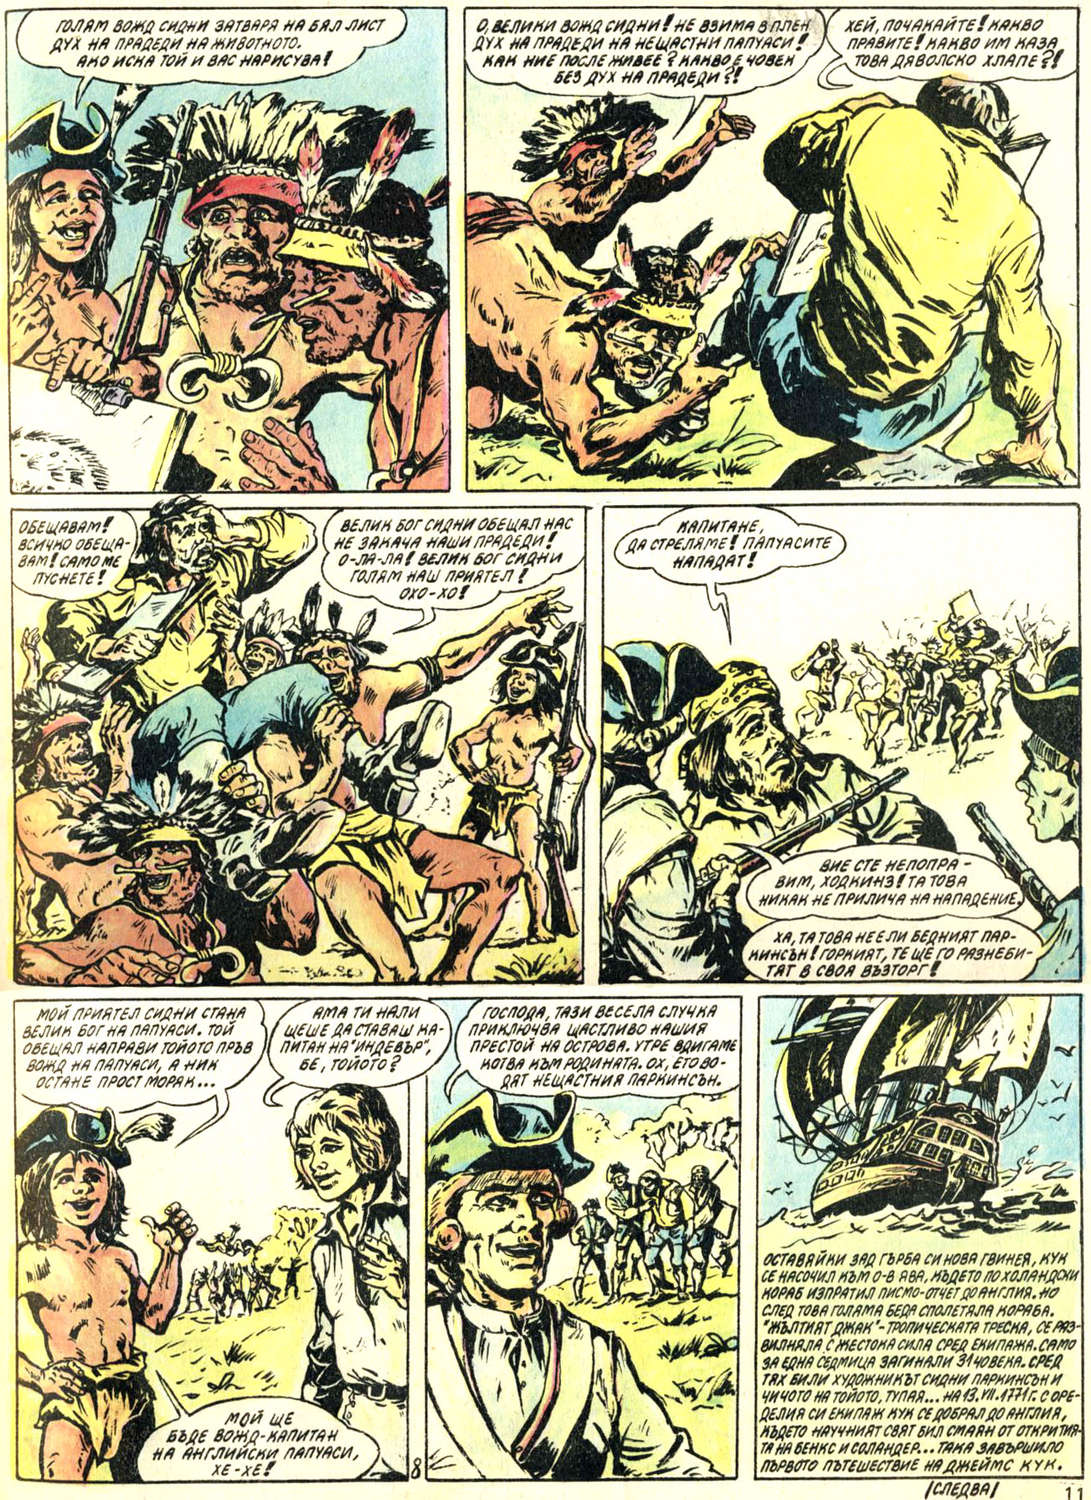 ГОЛЯМ ВОЖД СИДНИ ЗАТВАРЯ НА БЯЛ ЛИСТ
ДУХ НА ПРАДЕДИ НА ЖИВОТНОТО.
АКО ИСКА ТОЙ И ВАС НАРИСУВА!
О, ВЕЛИКИ ВОЖД СИДНИ! НЕ ВЗИМА В ПЛЕН
ДУХ НА ПРАДЕДИ НА НЕЩАСТНИ ПАПУАСИ!
КАК НИЕ ПОСЛЕ ЖИВЕЕ? КАКВО Е ЧОВЕК
БЕЗ ДУХ НА ПРАДЕДИ?!
ХЕЙ, ПОЧАКАЙТЕ! КАКВО
ПРАВИТЕ! КАКВО ИМ КАЗА
ТОВА ДЯВОЛСКО ХЛАПЕ?!
ОБЕЩАВАМ!
ВСИЧКО ОБЕЩА-
ВАМ! САМО МЕ
ПУСНЕТЕ!
ВЕЛИК БОГ СИДНИ ОБЕЩАЛ НАС
НЕ ЗАКАЧА НАШИ ПРАДЕДИ!
О-ЛА-ЛА! ВЕЛИК БОГ СИДНИ
ГОЛЯМ НАШ ПРИЯТЕЛ!
ОХО-ХО!
КАПИТАНЕ,
ДА СТРЕЛЯМЕ! ПАПУАСИТЕ
НАПАДАТ!
ВИЕ СТЕ НЕПОПРА-
ВИМ, ХОДКИНЗ! ТА ТОВА
НИКАК НЕ ПРИЛИЧА НА НАПАДЕНИЕ.
ХА, ТА ТОВА НЕ Е ЛИ БЕДНИЯТ ПАР-
КИНСЪН! ГОРКИЯТ, ТЕ ЩЕ ГО РАЗНЕБИ-
ТЯТ В СВОЯ ВЪЗТОРГ!
МОЙ ПРИЯТЕЛ СИДНИ СТАНА
ВЕЛИК БОГ НА ПАПУАСИ. ТОЙ
ОБЕЩАЛ НАПРАВИ ТОЙОТО ПРЪВ
ВОЖД НА ПАПУАСИ, А НИК
ОСТАНЕ ПРОСТ МОРЯК...
АМА ТИ НАЛИ
ЩЕШЕ ДА СТАВАШ КА-
ПИТАН НА "ИНДЕВЪР",
БЕ, ТОЙОТО?
МОЙ ЩЕ
БЪДЕ ВОЖД-КАПИТАН
НА АНГЛИЙСКИ ПАПУАСИ,
ХЕ-ХЕ!
8
ГОСПОДА, ТАЗИ ВЕСЕЛА СЛУЧКА
ПРИКЛЮЧВА ЩАСТЛИВО НАШИЯ
ПРЕСТОЙ НА ОСТРОВА. УТРЕ ВДИГАМЕ
КОТВА КЪМ РОДИНАТА. ОХ, ЕТО ВО-
ДЯТ НЕЩАСТНИЯ ПАРКИНСЪН.
ОСТАВЯЙКИ ЗАД ГЪРБА СИ НОВА ГВИНЕЯ, КУК
СЕ НАСОЧИЛ КЪМ О-В ЯВА, КЪДЕТО ПО ХОЛАНДСКИ
КОРАБ ИЗПРАТИЛ ПИСМО-ОТЧЕТ ДО АНГЛИЯ. НО
СЛЕД ТОВА ГОЛЯМА БЕДА СПОЛЕТЯЛА КОРАБА.
"ЖЪЛТИЯТ ДЖАК"-ТРОПИЧЕСКАТА ТРЕСКА, СЕ РАЗ-
ВИЛНЯЛА С ЖЕСТОКА СИЛА СРЕД ЕКИПАЖА. САМО
ЗА ЕДНА СЕДМИЦА ЗАГИНАЛИ 31 ЧОВЕКА. СРЕД
ТЯХ БИЛИ ХУДОЖНИКЪТ СИДНИ ПАРКИНСЪН И
ЧИЧОТО НА ТОЙОТО, ТУПАЯ... НА 13. VII. 1771 Г. С ОРЕ-
ДЕЛИЯ СИ ЕКИПАЖ КУК СЕ ДОБРАЛ ДО АНГЛИЯ,
КЪДЕТО НАУЧНИЯТ СВЯТ БИЛ СМАЯН ОТ ОТКРИТИЯ-
ТА НА БЕНКС И СОЛАНДЕР... ТАКА ЗАВЪРШИЛО
ПЪРВОТО ПЪТЕШЕСТВИЕ НА ДЖЕЙМС КУК.
/СЛЕДВА/
11